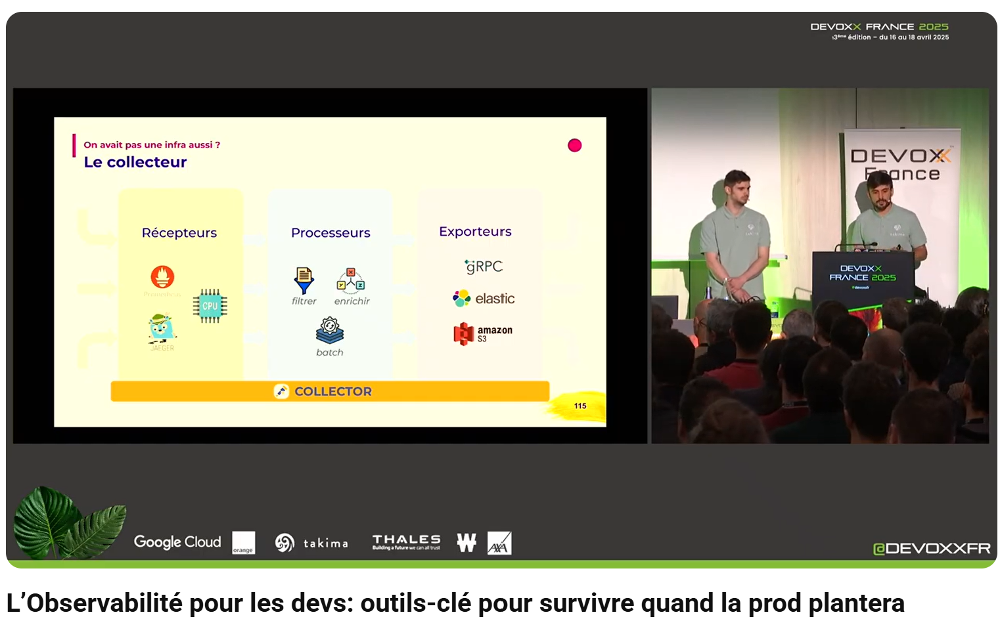 DEVOXX FRANCE 2025
13ème édition – du 16 au 18 avril 2025
On avait pas une infra aussi ?
Le collecteur
Récepteurs
Processeurs
Exporteurs
Prometheus
CPU
JAEGER
filtrer
enrichir
batch
gRPC
elastic
amazon
S3
COLLECTOR
115
DEVOXX
France
takima
DEVOXX
FRANCE 2025
@devoxxfr
Google Cloud
orange
takima
THALES
Building a future we can all trust
W
AXA
@DEVOXXFR
L’Observabilité pour les devs: outils-clé pour survivre quand la prod plantera